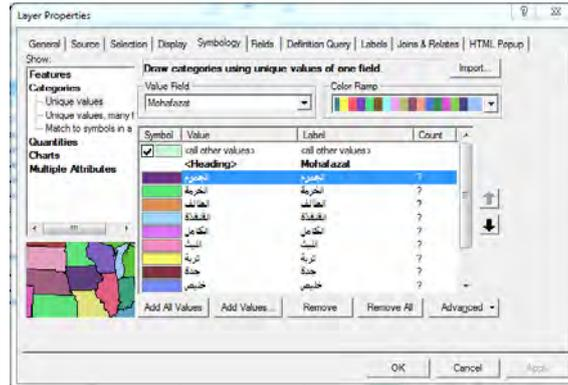 Layer Properties
General Source Selection Display Symbology Fields Definition Query Labels Joins & Relates HTML Popup
Show:
Features
Categories
Unique values
Unique values, many f
Match to symbols in a
Quantities
Charts
Multiple Attributes
Draw categories using unique values of one field.
Import...
Value Field
Color Ramp
Mohafazat
Symbol Value Label Count
<all other values> <all other values>
<Heading> Mohafazat
الجموم الجموم ?
الخرمة الخرمة ?
الطائف الطائف ?
القنفذة القنفذة ?
الكامل الكامل ?
الليث الليث ?
تربة تربة ?
جدة جدة ?
خليص خليص ?
Add All Values Add Values... Remove Remove All Advanced
OK Cancel Apply